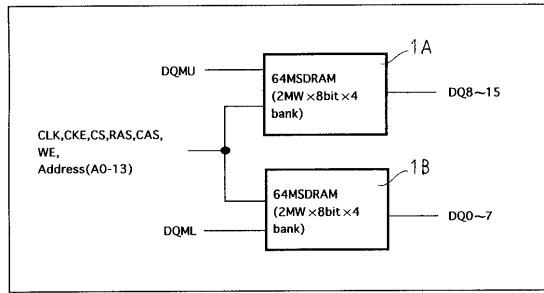 1A
DQMU
64MSDRAM
(2MW×8bit×4
bank)
DQ8~15
CLK,CKE,CS,RAS,CAS,
WE,
Address(A0-13)
1B
64MSDRAM
(2MW×8bit×4
bank)
DQ0~7
DQML